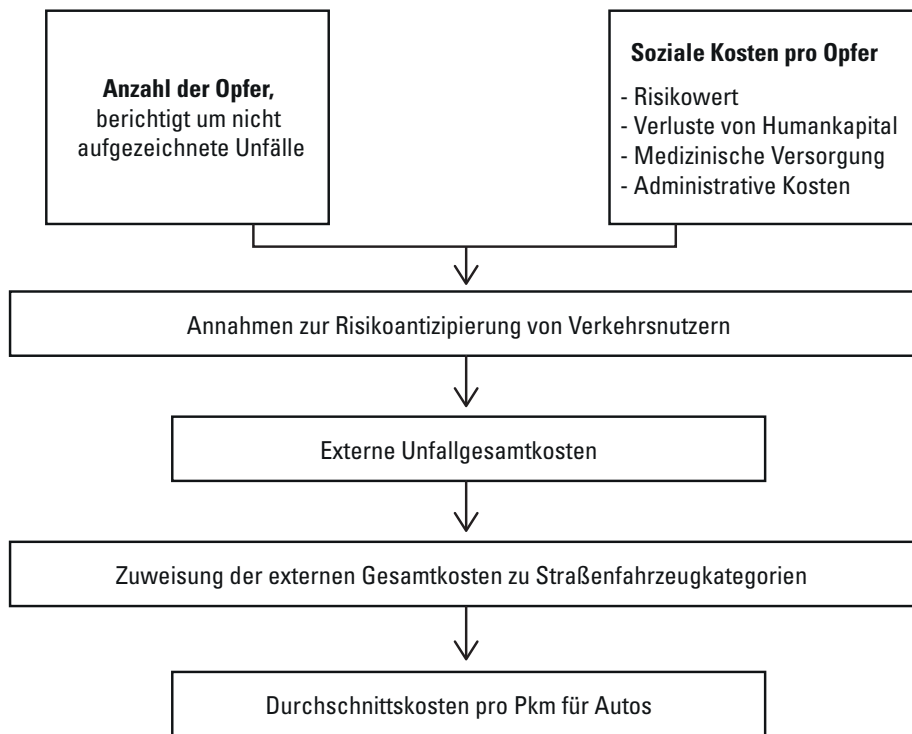 Anzahl der Opfer,
berichtigt um nicht
aufgezeichnete Unfälle
Soziale Kosten pro Opfer
- Risikowert
- Verluste von Humankapital
- Medizinische Versorgung
- Administrative Kosten
Annahmen zur Risikoantizipierung von Verkehrsnutzern
Externe Unfallgesamtkosten
Zuweisung der externen Gesamtkosten zu Straßenfahrzeugkategorien
Durchschnittskosten pro Pkm für Autos